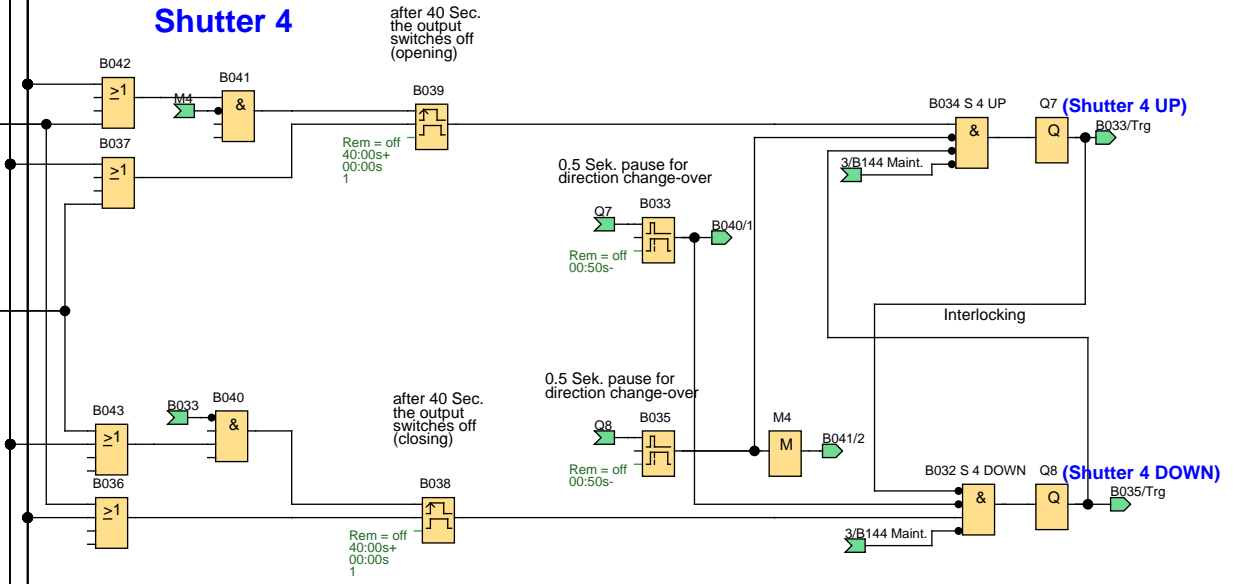 Shutter 4
after 40 Sec.
the output
switches off
(opening)
B042
≥1
M4
B041
&
B039
Rem = off
40:00s+
00:00s
1
B037
≥1
B034 S 4 UP
&
Q7
Q
(Shutter 4 UP)
B033/Trg
3/B144 Maint.
0.5 Sek. pause for
direction change-over
Q7
B033
Rem = off
00:50s-
B040/1
Interlocking
0.5 Sek. pause for
direction change-over
after 40 Sec.
the output
switches off
(closing)
B043
≥1
B033
B040
&
Q8
B035
Rem = off
00:50s-
M4
M
B041/2
B036
≥1
B038
Rem = off
40:00s+
00:00s
1
B032 S 4 DOWN
&
Q8
Q
(Shutter 4 DOWN)
B035/Trg
3/B144 Maint.